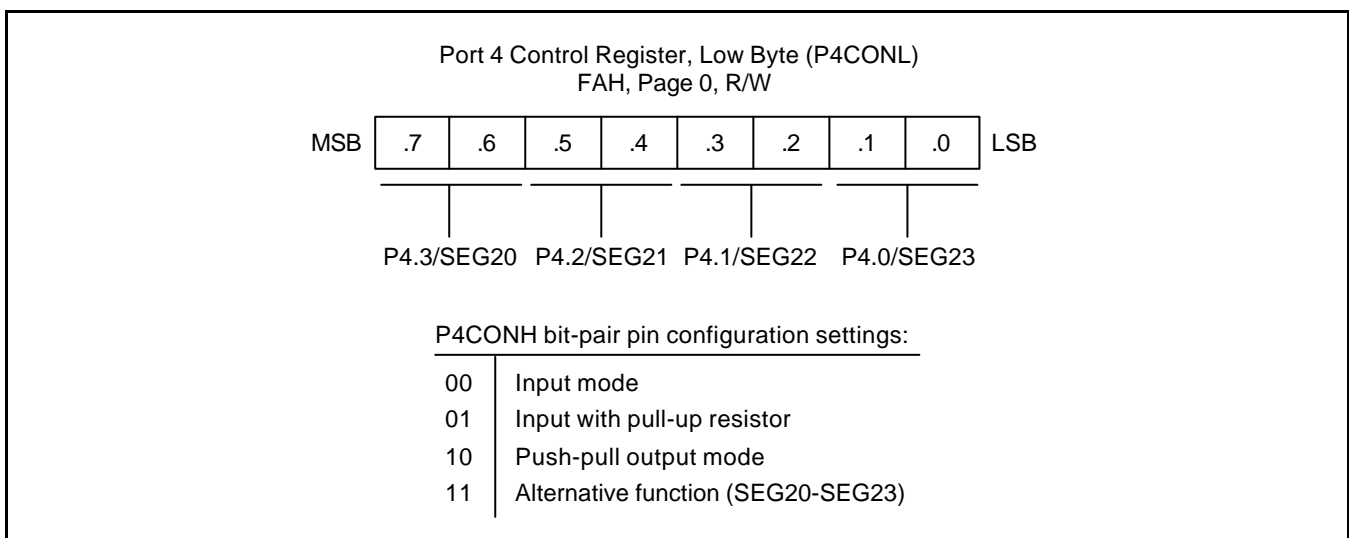 Port 4 Control Register, Low Byte (P4CONL)
FAH, Page 0, R/W
MSB .7 .6 .5 .4 .3 .2 .1 .0 LSB
P4.3/SEG20 P4.2/SEG21 P4.1/SEG22 P4.0/SEG23
P4CONH bit-pair pin configuration settings:
00 Input mode
01 Input with pull-up resistor
10 Push-pull output mode
11 Alternative function (SEG20-SEG23)